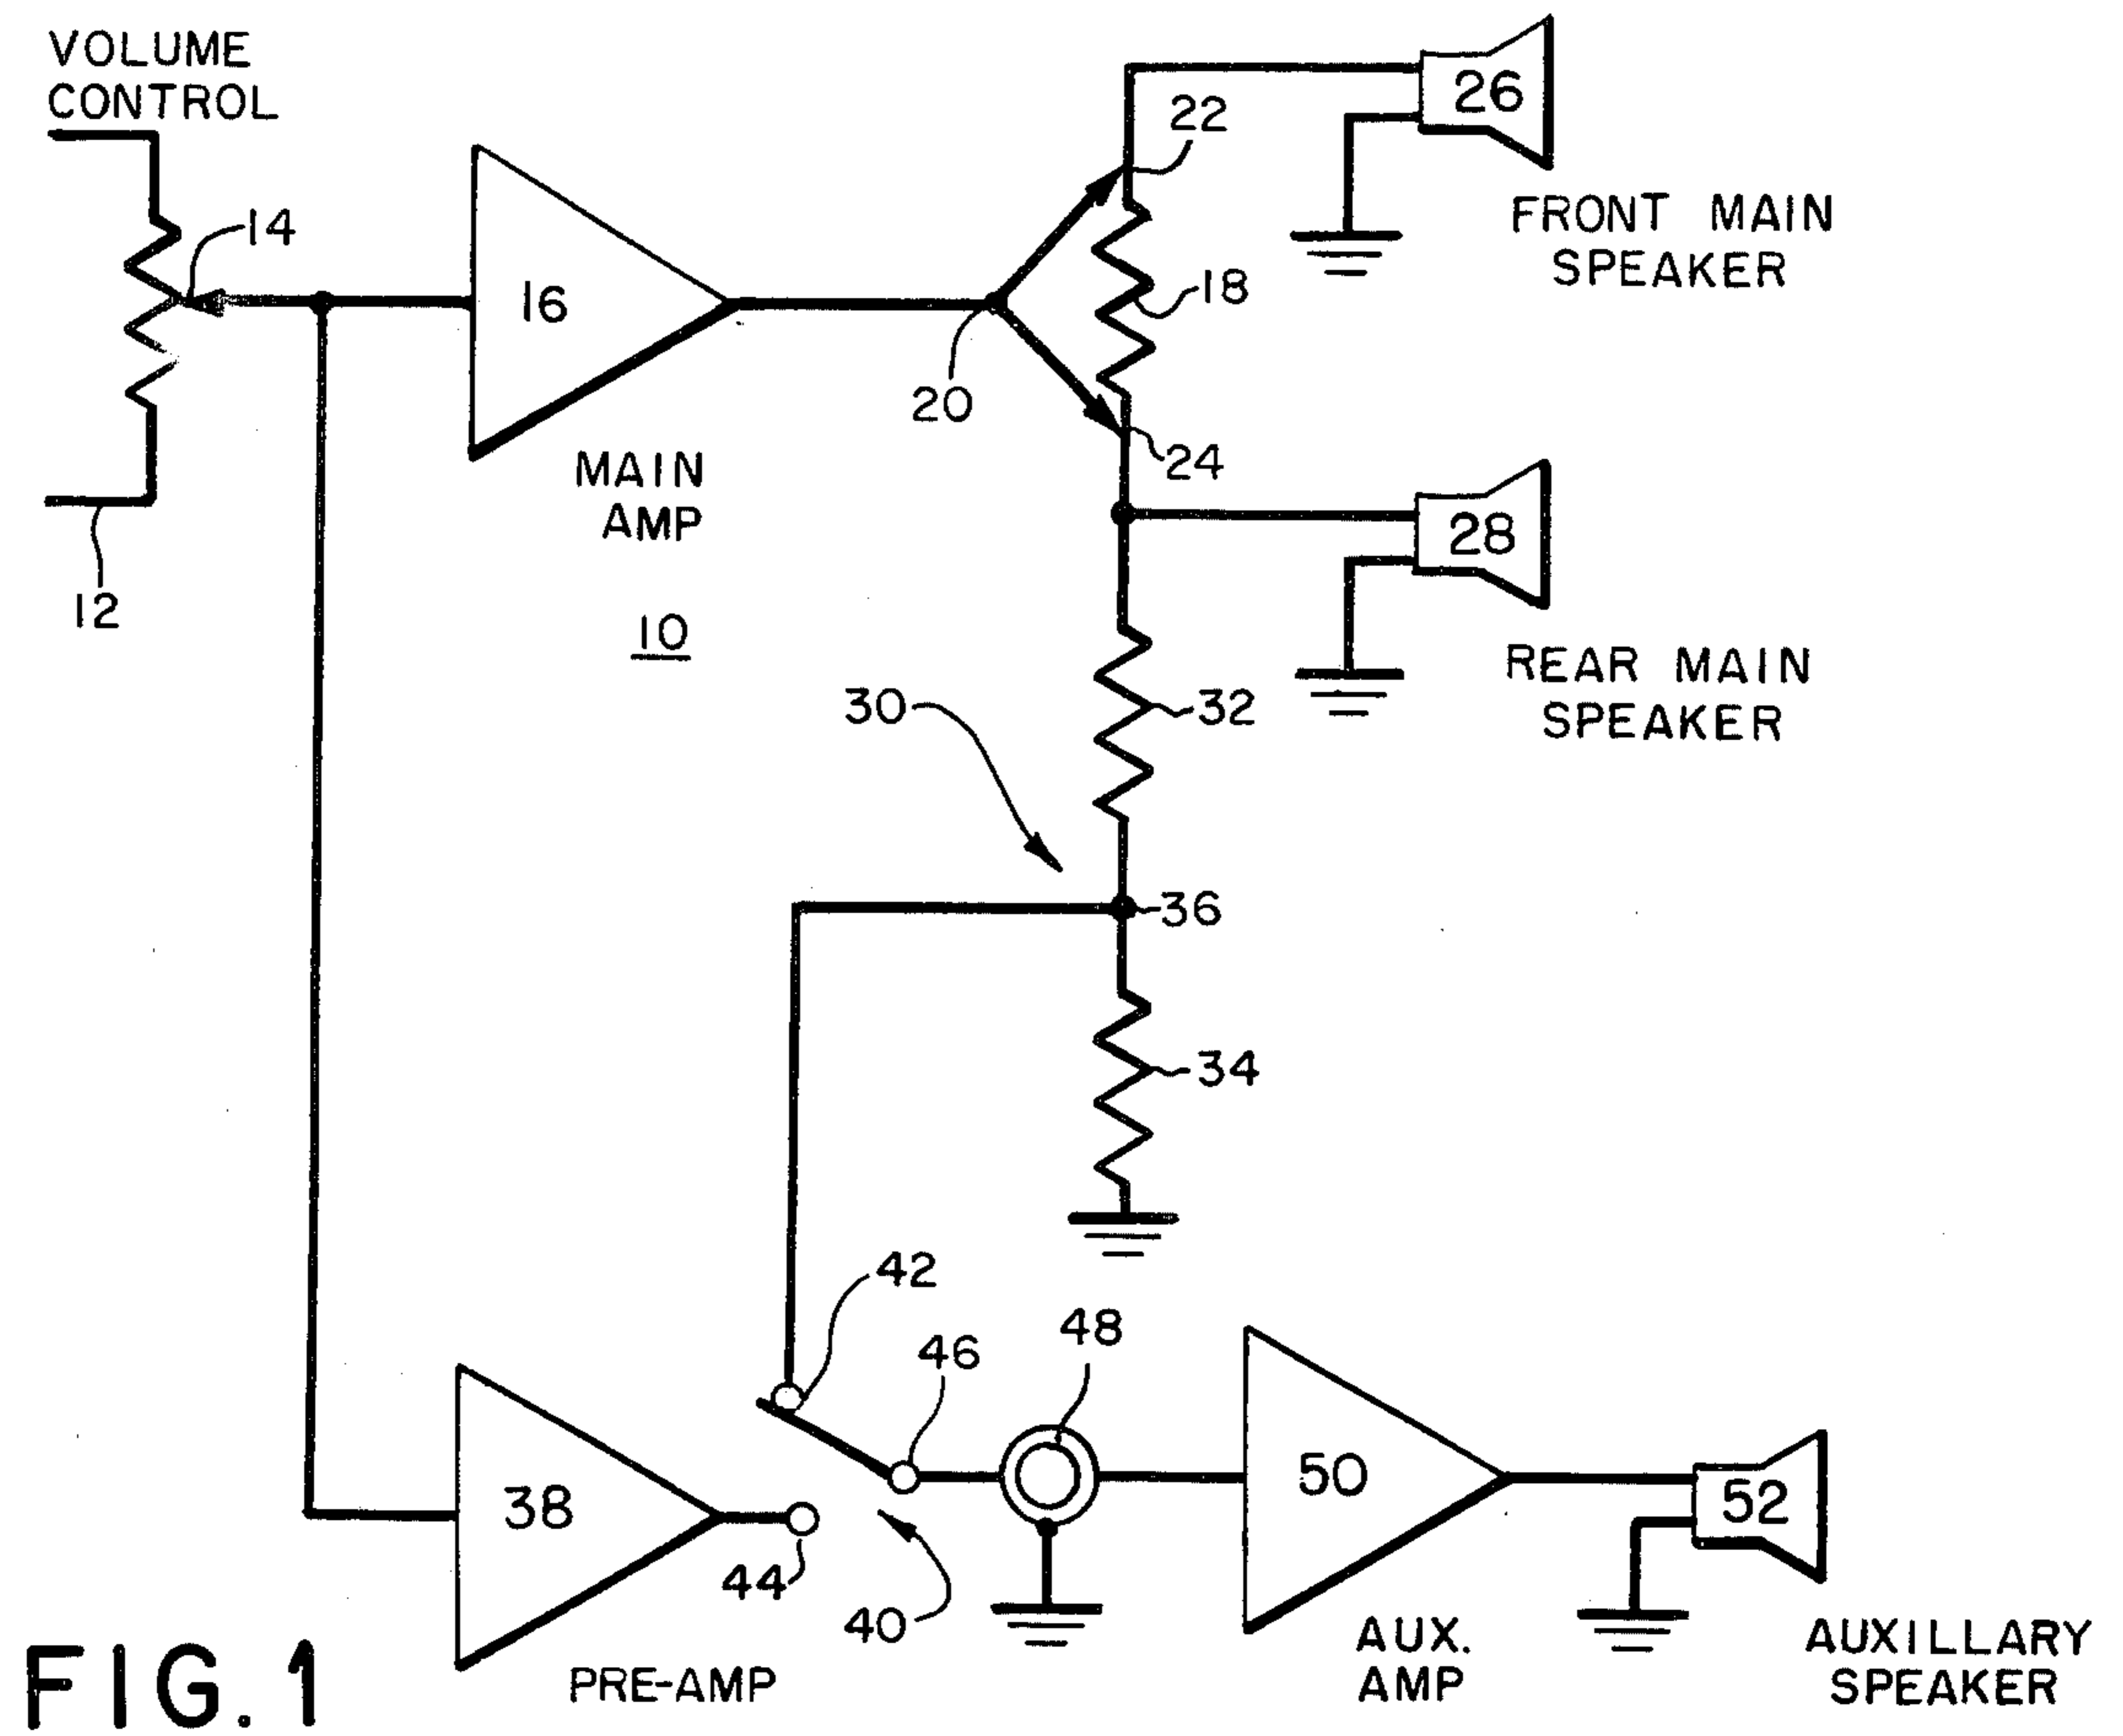 VOLUME
CONTROL
14
12
16
MAIN
AMP
10
20
22
18
24
26
FRONT MAIN
SPEAKER
28
REAR MAIN
SPEAKER
30
32
36
34
42
46
48
38
44
40
PRE-AMP
50
AUX.
AMP
52
AUXILLARY
SPEAKER
FIG. 1